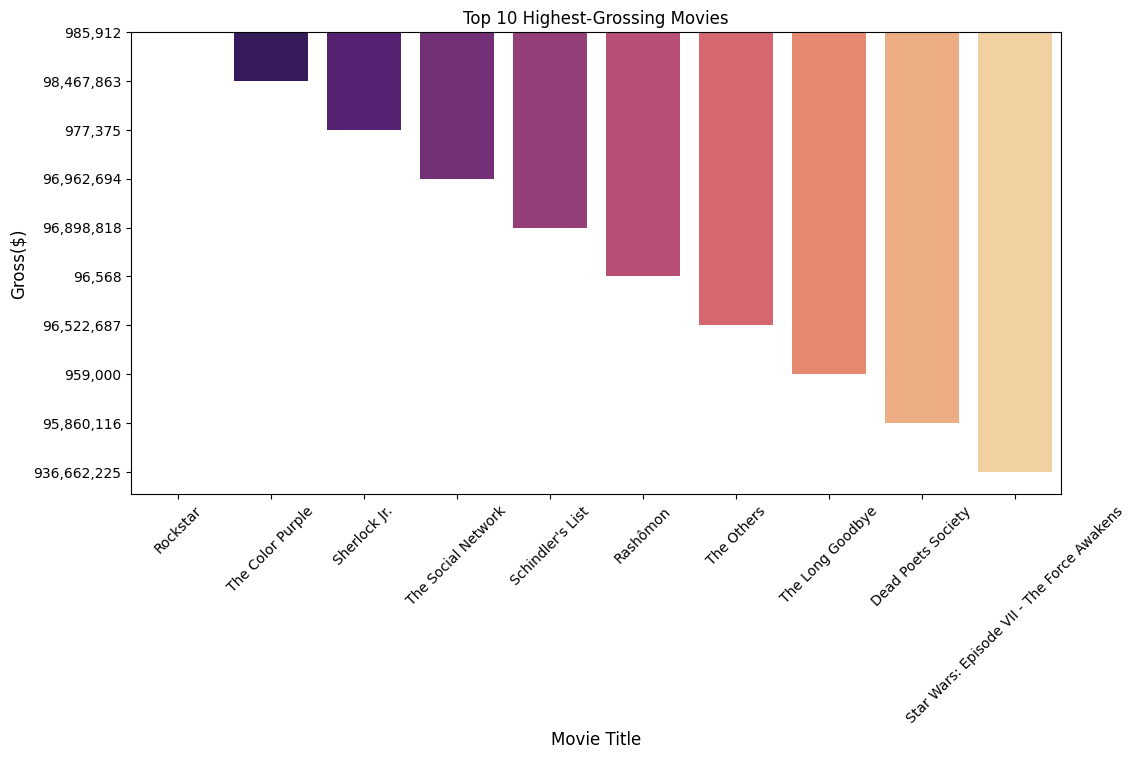 Top 10 Highest-Grossing Movies
Gross($)
985,912
98,467,863
977,375
96,962,694
96,898,818
96,568
96,522,687
959,000
95,860,116
936,662,225
Rockstar
The Color Purple
Sherlock Jr.
The Social Network
Schindler's List
Rashômon
The Others
The Long Goodbye
Dead Poets Society
Star Wars: Episode VII - The Force Awakens
Movie Title